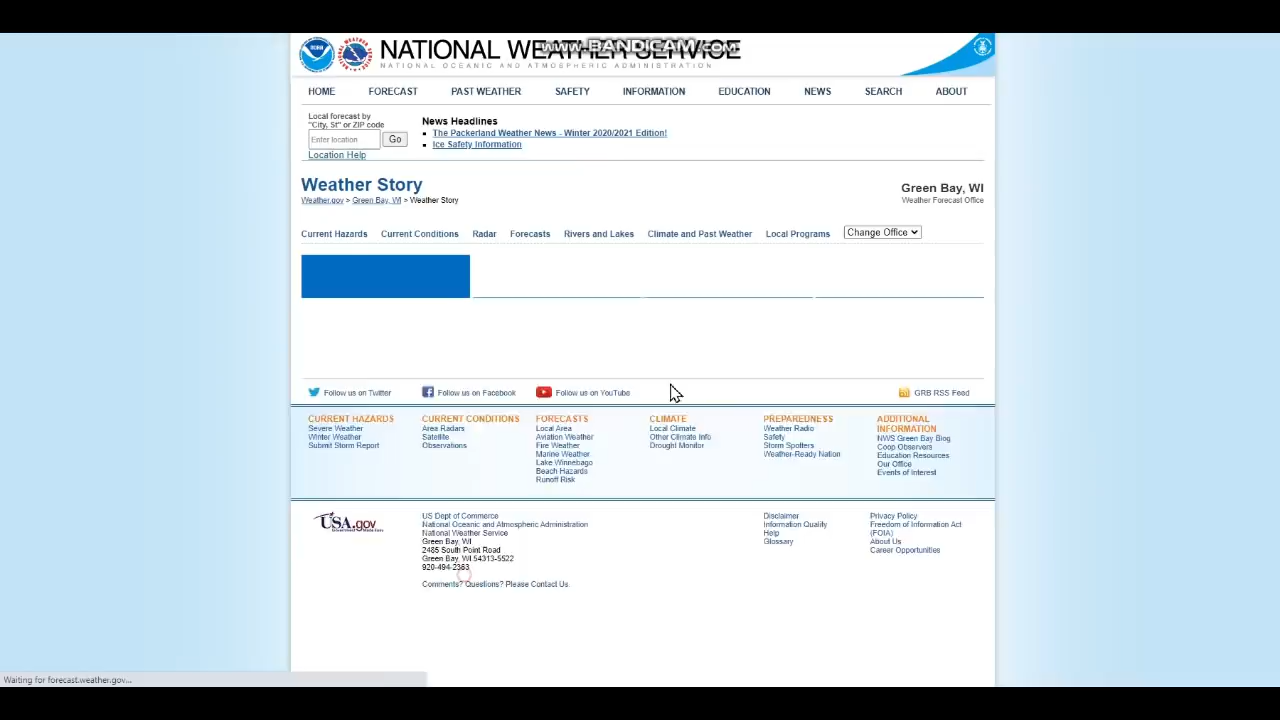 NATIONAL WEATHER SERVICE
www.BANDICAM.com
NATIONAL OCEANIC AND ATMOSPHERIC ADMINISTRATION
HOME FORECAST PAST WEATHER SAFETY INFORMATION EDUCATION NEWS SEARCH ABOUT
Local forecast by
"City, St" or ZIP code
Enter location Go
Location Help
News Headlines
The Packerland Weather News - Winter 2020/2021 Edition!
Ice Safety Information
Weather Story
Weather.gov > Green Bay, WI > Weather Story
Green Bay, WI
Weather Forecast Office
Current Hazards Current Conditions Radar Forecasts Rivers and Lakes Climate and Past Weather Local Programs Change Office
Follow us on Twitter Follow us on Facebook Follow us on YouTube GRB RSS Feed
CURRENT HAZARDS
Severe Weather
Winter Weather
Submit Storm Report
CURRENT CONDITIONS
Area Radars
Satellite
Observations
FORECASTS
Local Area
Aviation Weather
Fire Weather
Marine Weather
Lake Winnebago
Beach Hazards
Runoff Risk
CLIMATE
Local Climate
Other Climate Info
Drought Monitor
PREPAREDNESS
Weather Radio
Safety
Storm Spotters
Weather-Ready Nation
ADDITIONAL
INFORMATION
NWS Green Bay Blog
Coop Observers
Education Resources
Our Office
Events of Interest
USA.gov
US Dept of Commerce
National Oceanic and Atmospheric Administration
National Weather Service
Green Bay, WI
2485 South Point Road
Green Bay, WI 54313-5522
920-494-2363
Comments? Questions? Please Contact Us.
Disclaimer
Information Quality
Help
Glossary
Privacy Policy
Freedom of Information Act
(FOIA)
About Us
Career Opportunities
Waiting for forecast.weather.gov...